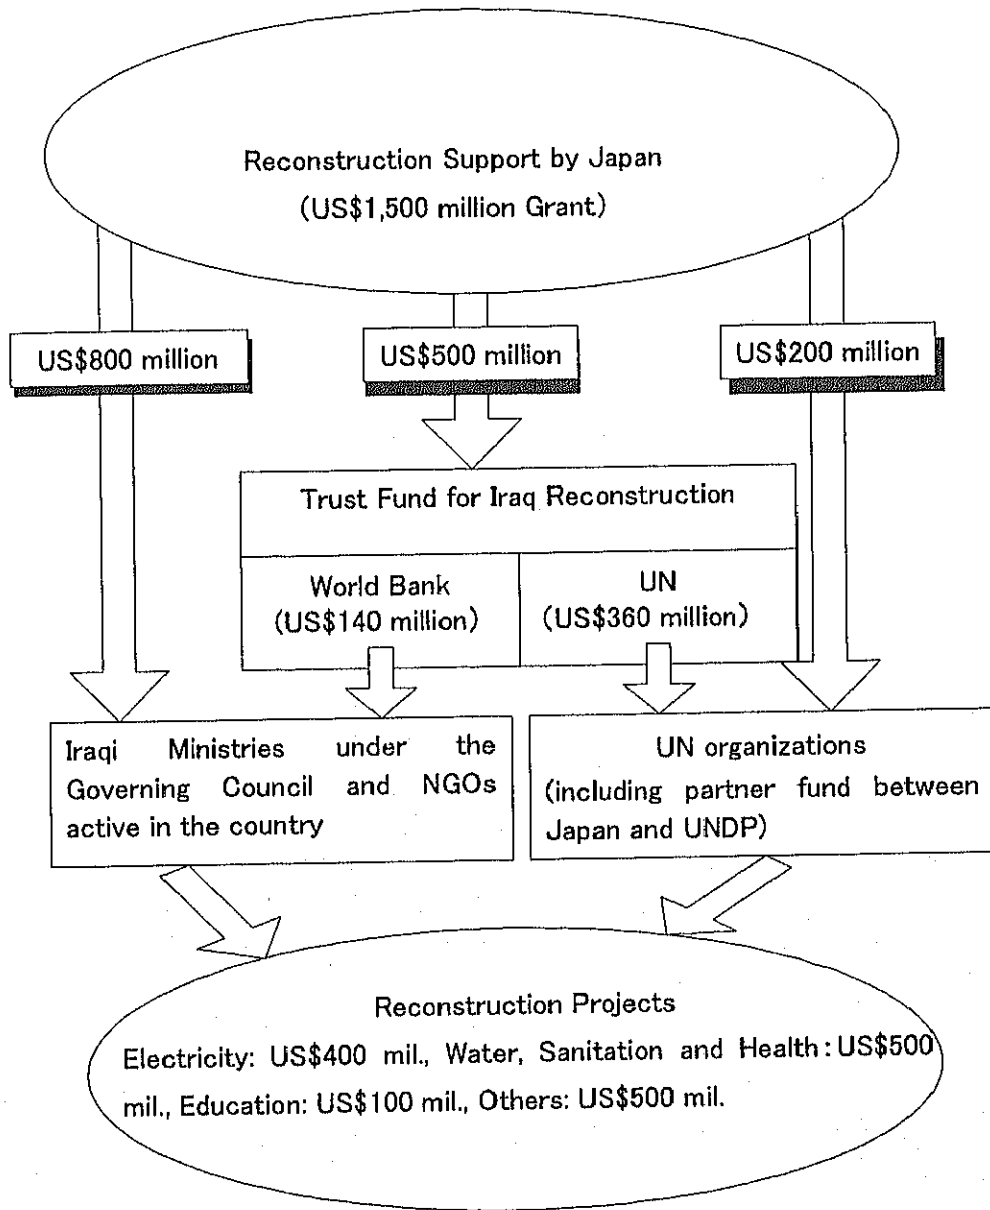 Reconstruction Support by Japan
(US$1,500 million Grant)
US$800 million
US$500 million
US$200 million
Trust Fund for Iraq Reconstruction
World Bank
(US$140 million)
UN
(US$360 million)
Iraqi Ministries under the
Governing Council and NGOs
active in the country
UN organizations
(including partner fund between
Japan and UNDP)
Reconstruction Projects
Electricity: US$400 mil., Water, Sanitation and Health: US$500
mil., Education: US$100 mil., Others: US$500 mil.